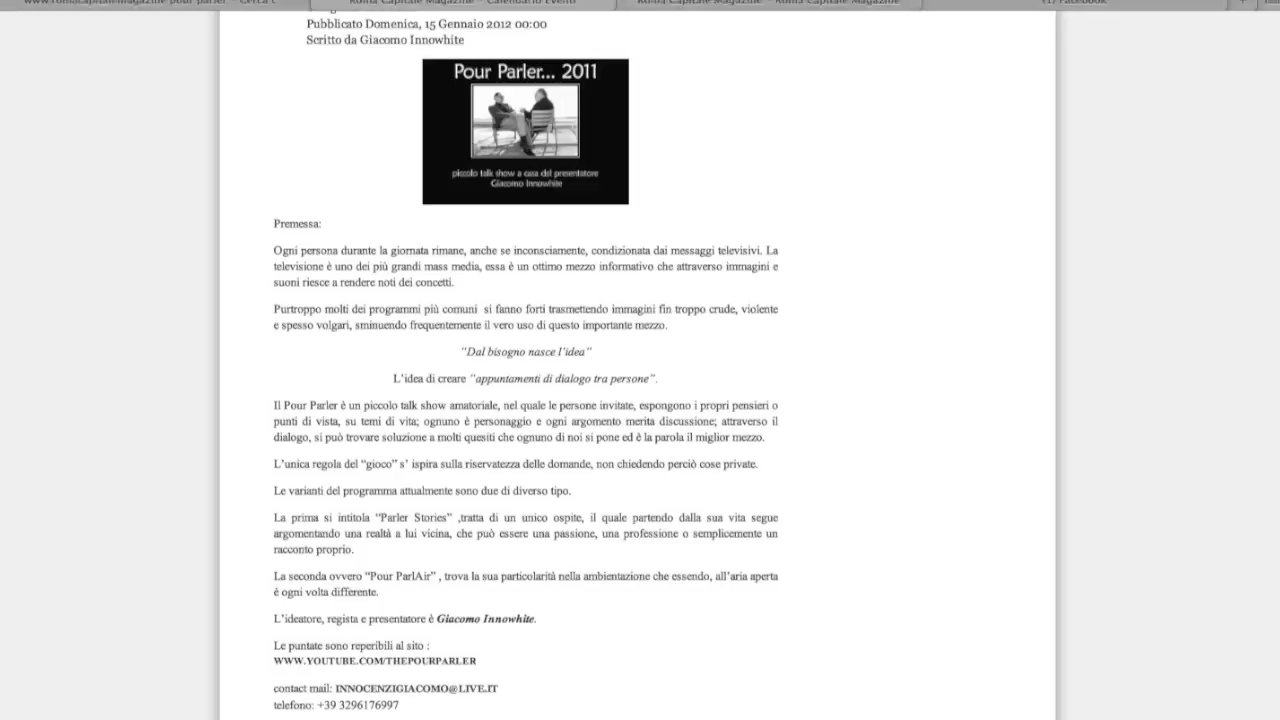 Pubblicato Domenica, 15 Gennaio 2012 00:00
Scritto da Giacomo Innowhite
Pour Parler... 2011
piccolo talk show a casa del presentatore
Giacomo Innowhite
Premessa:
Ogni persona durante la giornata rimane, anche se inconsciamente, condizionata dai messaggi televisivi. La
televisione è uno dei più grandi mass media, essa è un ottimo mezzo informativo che attraverso immagini e
suoni riesce a rendere noti dei concetti.
Purtroppo molti dei programmi più comuni si fanno forti trasmettendo immagini fin troppo crude, violente
e spesso volgari, sminuendo frequentemente il vero uso di questo importante mezzo.
"Dal bisogno nasce l'idea"
L'idea di creare "appuntamenti di dialogo tra persone".
Il Pour Parler è un piccolo talk show amatoriale, nel quale le persone invitate, espongono i propri pensieri o
punti di vista, su temi di vita; ognuno è personaggio e ogni argomento merita discussione; attraverso il
dialogo, si può trovare soluzione a molti quesiti che ognuno di noi si pone ed è la parola il miglior mezzo.
L'unica regola del "gioco" s' ispira sulla riservatezza delle domande, non chiedendo perciò cose private.
Le varianti del programma attualmente sono due di diverso tipo.
La prima si intitola "Parler Stories" ,tratta di un unico ospite, il quale partendo dalla sua vita segue
argomentando una realtà a lui vicina, che può essere una passione, una professione o semplicemente un
racconto proprio.
La seconda ovvero "Pour ParlAir" , trova la sua particolarità nella ambientazione che essendo, all'aria aperta
è ogni volta differente.
L'ideatore, regista e presentatore è Giacomo Innowhite.
Le puntate sono reperibili al sito :
WWW.YOUTUBE.COM/THEPOURPARLER
contact mail: INNOCENZIGIACOMO@LIVE.IT
telefono: +39 3296176997